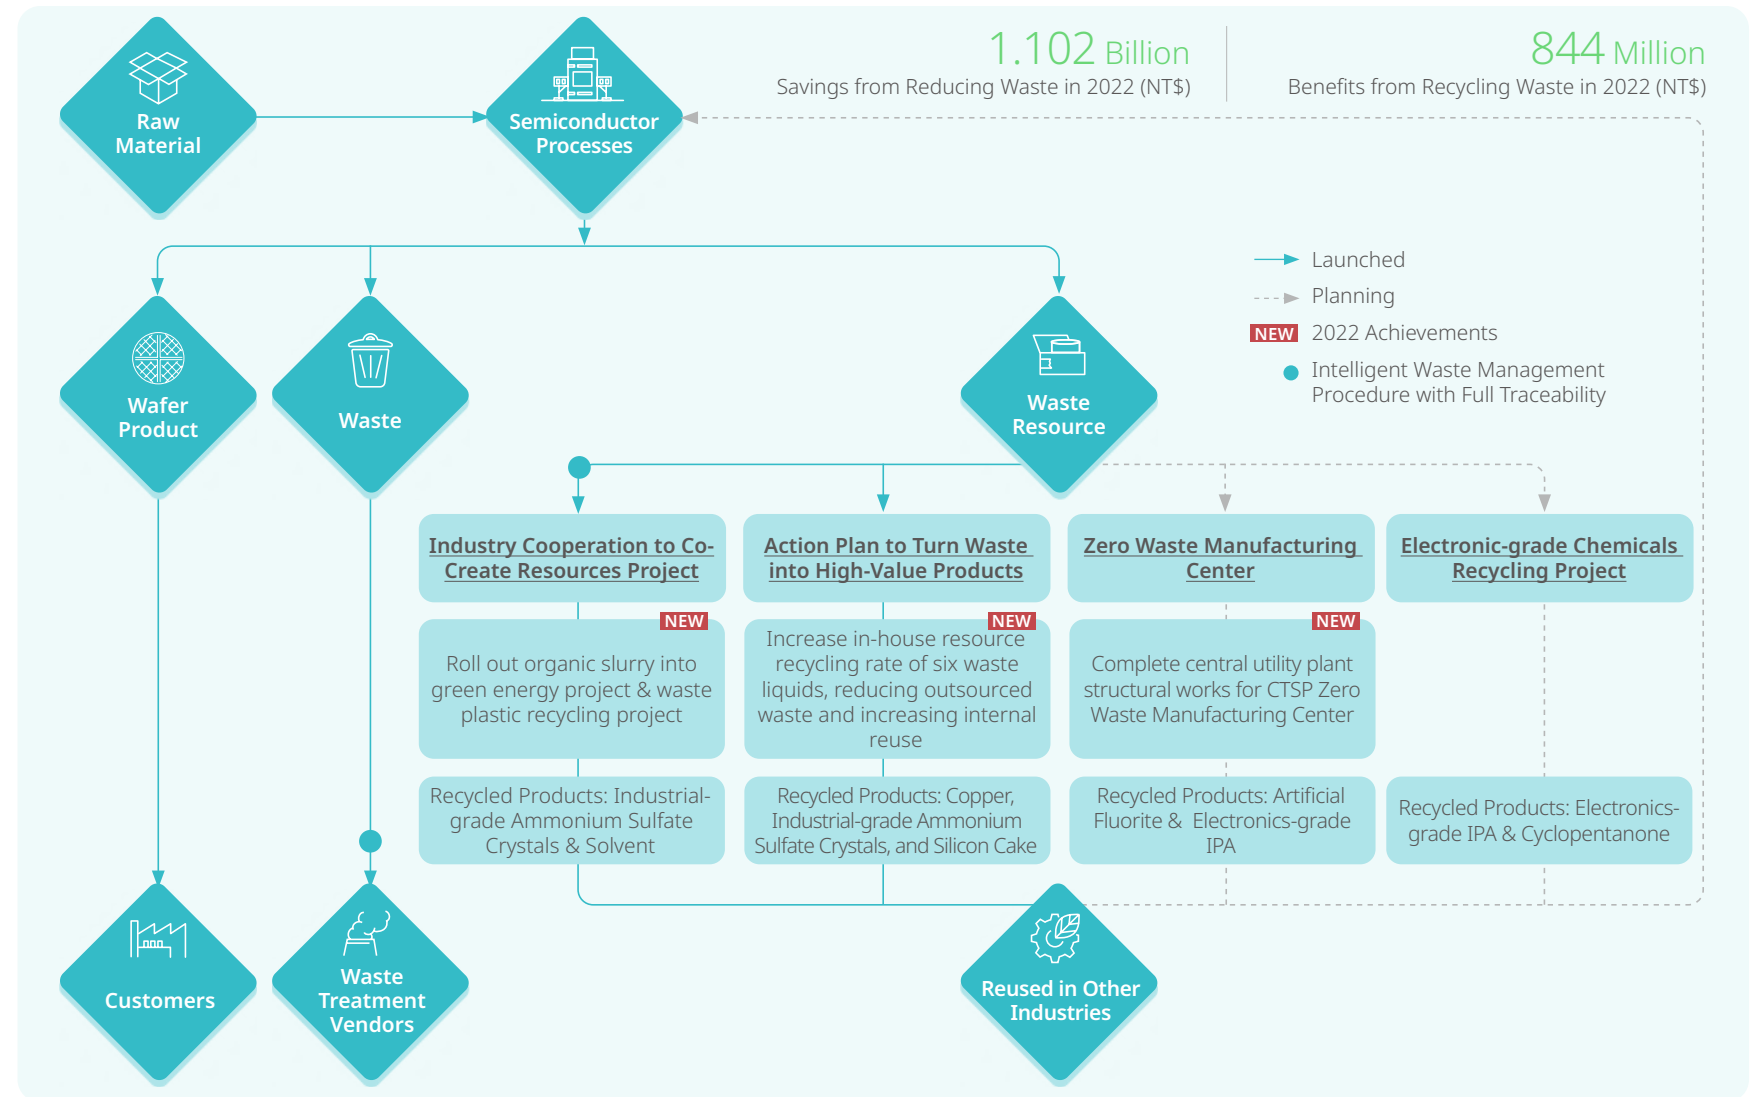 Raw
Material
Semiconductor
Processes
1.102 Billion
Savings from Reducing Waste in 2022 (NT$)
844 Million
Benefits from Recycling Waste in 2022 (NT$)
Launched
Planning
NEW
2022 Achievements
Intelligent Waste Management
Procedure with Full Traceability
Wafer
Product
Waste
Waste
Resource
Industry Cooperation to Co-
Create Resources Project
NEW
Roll out organic slurry into
green energy project & waste
plastic recycling project
Recycled Products: Industrial-
grade Ammonium Sulfate
Crystals & Solvent
Action Plan to Turn Waste
into High-Value Products
NEW
Increase in-house resource
recycling rate of six waste
liquids, reducing outsourced
waste and increasing internal
reuse
Recycled Products: Copper,
Industrial-grade Ammonium
Sulfate Crystals, and Silicon Cake
Zero Waste Manufacturing
Center
NEW
Complete central utility plant
structural works for CTSP Zero
Waste Manufacturing Center
Recycled Products: Artificial
Fluorite & Electronics-grade
IPA
Electronic-grade Chemicals
Recycling Project
Recycled Products: Electronics-
grade IPA & Cyclopentanone
Customers
Waste
Treatment
Vendors
Reused in Other
Industries